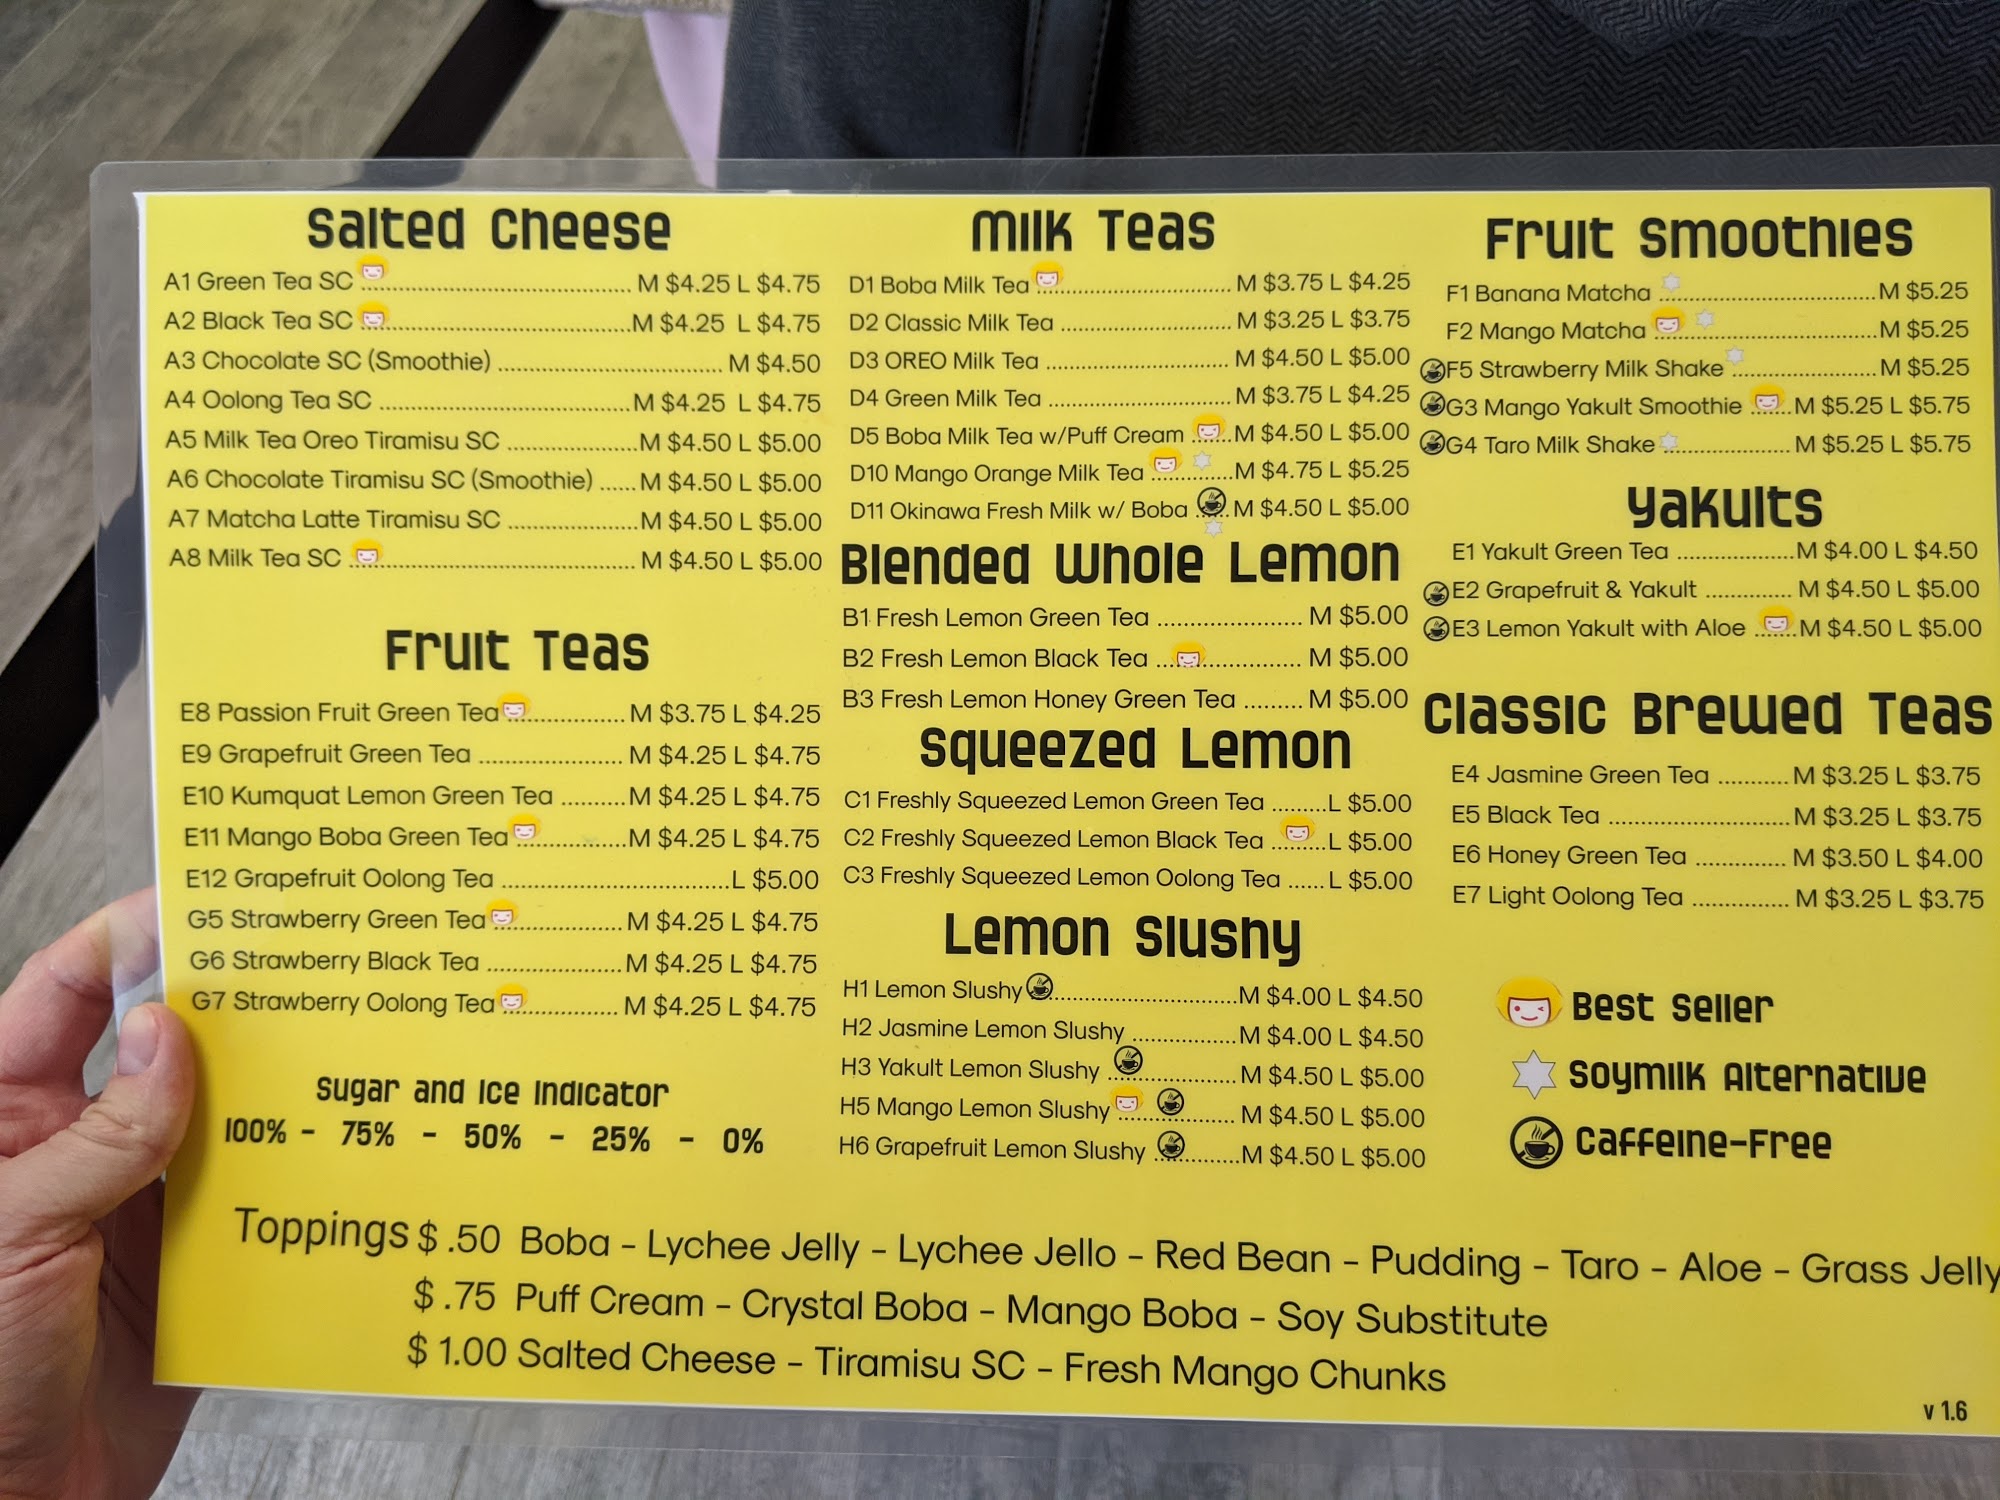 Salted Cheese
A1 Green Tea SC ........ M $4.25 L $4.75
A2 Black Tea SC ........ M $4.25 L $4.75
A3 Chocolate SC (Smoothie) ........ M $4.50
A4 Oolong Tea SC ........ M $4.25 L $4.75
A5 Milk Tea Oreo Tiramisu SC ........ M $4.50 L $5.00
A6 Chocolate Tiramisu SC (Smoothie) ...... M $4.50 L $5.00
A7 Matcha Latte Tiramisu SC ........ M $4.50 L $5.00
A8 Milk Tea SC ........ M $4.50 L $5.00
Fruit Teas
E8 Passion Fruit Green Tea ........ M $3.75 L $4.25
E9 Grapefruit Green Tea ........ M $4.25 L $4.75
E10 Kumquat Lemon Green Tea ........ M $4.25 L $4.75
E11 Mango Boba Green Tea ........ M $4.25 L $4.75
E12 Grapefruit Oolong Tea ........ L $5.00
G5 Strawberry Green Tea ........ M $4.25 L $4.75
G6 Strawberry Black Tea ........ M $4.25 L $4.75
G7 Strawberry Oolong Tea ........ M $4.25 L $4.75
Sugar and Ice Indicator
100% - 75% - 50% - 25% - 0%
Milk Teas
D1 Boba Milk Tea ........ M $3.75 L $4.25
D2 Classic Milk Tea ........ M $3.25 L $3.75
D3 OREO Milk Tea ........ M $4.50 L $5.00
D4 Green Milk Tea ........ M $3.75 L $4.25
D5 Boba Milk Tea w/Puff Cream ...... M $4.50 L $5.00
D10 Mango Orange Milk Tea ........ M $4.75 L $5.25
D11 Okinawa Fresh Milk w/ Boba ..... M $4.50 L $5.00
Blended Whole Lemon
B1 Fresh Lemon Green Tea ........ M $5.00
B2 Fresh Lemon Black Tea ........ M $5.00
B3 Fresh Lemon Honey Green Tea ........ M $5.00
Squeezed Lemon
C1 Freshly Squeezed Lemon Green Tea ........ L $5.00
C2 Freshly Squeezed Lemon Black Tea ........ L $5.00
C3 Freshly Squeezed Lemon Oolong Tea ...... L $5.00
Lemon Slushy
H1 Lemon Slushy ........ M $4.00 L $4.50
H2 Jasmine Lemon Slushy ........ M $4.00 L $4.50
H3 Yakult Lemon Slushy ........ M $4.50 L $5.00
H5 Mango Lemon Slushy ........ M $4.50 L $5.00
H6 Grapefruit Lemon Slushy ........ M $4.50 L $5.00
Fruit Smoothies
F1 Banana Matcha ........ M $5.25
F2 Mango Matcha ........ M $5.25
F5 Strawberry Milk Shake ........ M $5.25
G3 Mango Yakult Smoothie ...... M $5.25 L $5.75
G4 Taro Milk Shake ........ M $5.25 L $5.75
Yakults
E1 Yakult Green Tea ........ M $4.00 L $4.50
E2 Grapefruit & Yakult ........ M $4.50 L $5.00
E3 Lemon Yakult with Aloe ...... M $4.50 L $5.00
Classic Brewed Teas
E4 Jasmine Green Tea ........ M $3.25 L $3.75
E5 Black Tea ........ M $3.25 L $3.75
E6 Honey Green Tea ........ M $3.50 L $4.00
E7 Light Oolong Tea ........ M $3.25 L $3.75
Best Seller
Soymilk Alternative
Caffeine-Free
Toppings $ .50 Boba - Lychee Jelly - Lychee Jello - Red Bean - Pudding - Taro - Aloe - Grass Jelly
$ .75 Puff Cream - Crystal Boba - Mango Boba - Soy Substitute
$ 1.00 Salted Cheese - Tiramisu SC - Fresh Mango Chunks
v 1.6